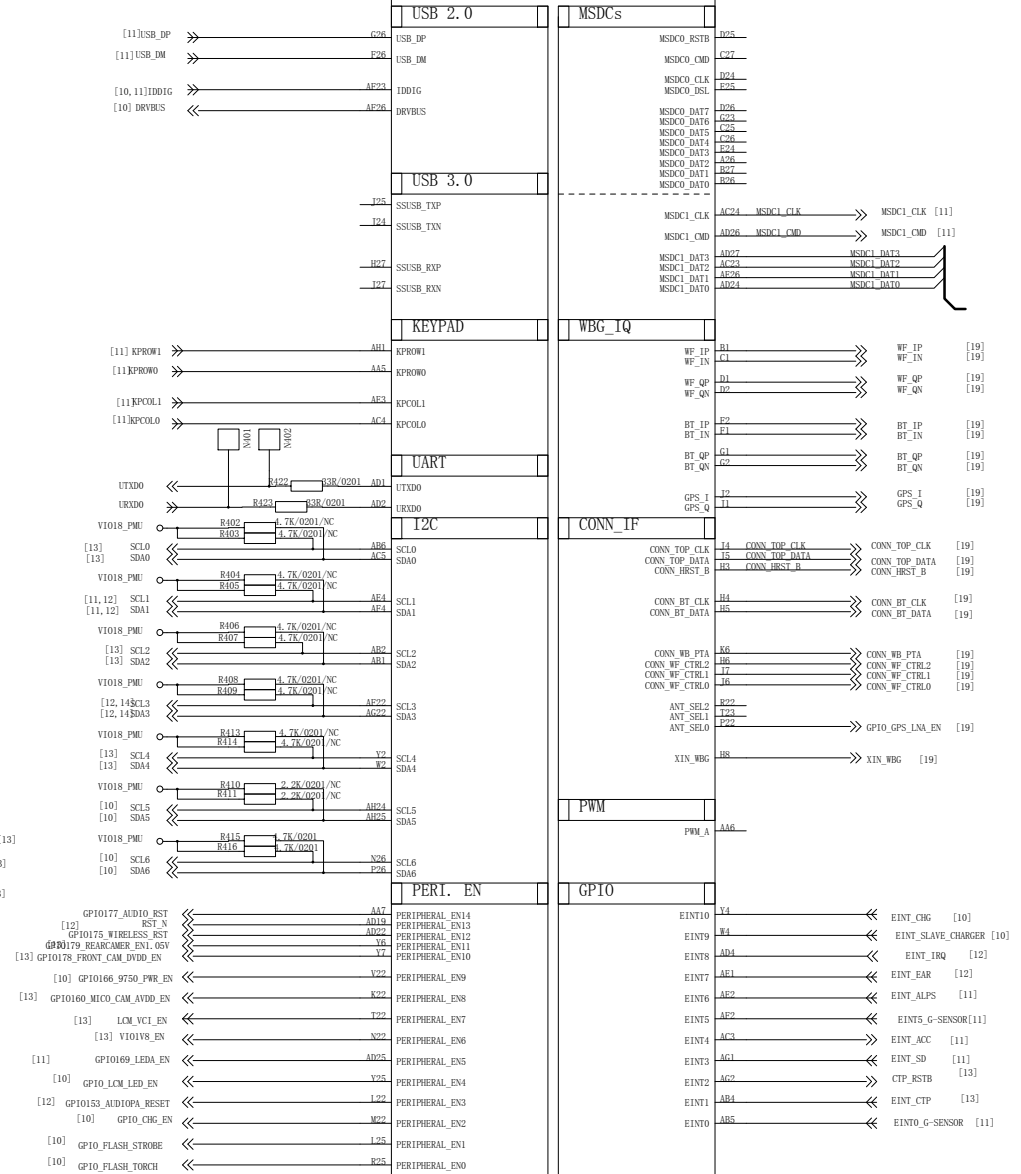 USB 2.0
[11]USB_DP G26 USB_DP
[11]USB_DM F26 USB_DM
[10,11]IDDIG AF23 IDDIG
[10] DRVBUS AF26 DRVBUS
USB 3.0
J25 SSUSB_TXP
J24 SSUSB_TXN
H27 SSUSB_RXP
J27 SSUSB_RXN
KEYPAD
[11] KPROW1 AH1 KPROW1
[11]KPROW0 AA5 KPROW0
[11]KPCOL1 AE3 KPCOL1
[11]KPCOL0 AC4 KPCOL0
N401 N402
UART
UTXD0 R422 33R/0201 AD1 UTXD0
URXD0 R423 33R/0201 AD2 URXD0
I2C
VIO18_PMU R402 4.7K/0201/NC
R403 4.7K/0201/NC
[13] SCL0 AB6 SCL0
[13] SDA0 AC5 SDA0
VIO18_PMU R404 4.7K/0201/NC
R405 4.7K/0201/NC
[11,12] SCL1 AE4 SCL1
[11,12] SDA1 AF4 SDA1
VIO18_PMU R406 4.7K/0201/NC
R407 4.7K/0201/NC
[13] SCL2 AB2 SCL2
[13] SDA2 AB1 SDA2
VIO18_PMU R408 4.7K/0201/NC
R409 4.7K/0201/NC
[12,14]SCL3 AF22 SCL3
[12,14]SDA3 AG22 SDA3
VIO18_PMU R413 4.7K/0201/NC
R414 4.7K/0201/NC
[13] SCL4 Y2 SCL4
[13] SDA4 W2 SDA4
VIO18_PMU R410 2.2K/0201/NC
R411 2.2K/0201/NC
[10] SCL5 AH24 SCL5
[10] SDA5 AH25 SDA5
[13]
VIO18_PMU R415 4.7K/0201
R416 4.7K/0201
[10] SCL6 N26 SCL6
[10] SDA6 P26 SDA6
PERI. EN
GPIO177_AUDIO_RST AA7 PERIPHERAL_EN14
[12] RST_N AD19 PERIPHERAL_EN13
GPIO175_WIRELESS_RST AD22 PERIPHERAL_EN12
GPIO179_REARCAMER_EN1.05V Y6 PERIPHERAL_EN11
[13] GPIO178_FRONT_CAM_DVDD_EN Y7 PERIPHERAL_EN10
[10] GPIO166_9750_PWR_EN V22 PERIPHERAL_EN9
[13] GPIO160_MICO_CAM_AVDD_EN K22 PERIPHERAL_EN8
[13] LCM_VCI_EN T22 PERIPHERAL_EN7
[13] VIO1V8_EN N22 PERIPHERAL_EN6
[11] GPIO169_LEDA_EN AD25 PERIPHERAL_EN5
[10] GPIO_LCM_LED_EN Y25 PERIPHERAL_EN4
[12] GPIO153_AUDIOPA_RESET L22 PERIPHERAL_EN3
[10] GPIO_CHG_EN M22 PERIPHERAL_EN2
[10] GPIO_FLASH_STROBE L25 PERIPHERAL_EN1
[10] GPIO_FLASH_TORCH R25 PERIPHERAL_EN0
MSDCs
MSDC0_RSTB D25
MSDC0_CMD C27
MSDC0_CLK D24
MSDC0_DSL E25
MSDC0_DAT7 D26
MSDC0_DAT6 G23
MSDC0_DAT5 C25
MSDC0_DAT4 C26
MSDC0_DAT3 E24
MSDC0_DAT2 A26
MSDC0_DAT1 B27
MSDC0_DAT0 B26
MSDC1_CLK AC24 MSDC1_CLK MSDC1_CLK [11]
MSDC1_CMD AD26 MSDC1_CMD MSDC1_CMD [11]
MSDC1_DAT3 AD27 MSDC1_DAT3
MSDC1_DAT2 AC23 MSDC1_DAT2
MSDC1_DAT1 AE26 MSDC1_DAT1
MSDC1_DAT0 AD24 MSDC1_DAT0
WBG_IQ
WF_IP B1 WF_IP [19]
WF_IN C1 WF_IN [19]
WF_QP D1 WF_QP [19]
WF_QN D2 WF_QN [19]
BT_IP F2 BT_IP [19]
BT_IN F1 BT_IN [19]
BT_QP G1 BT_QP [19]
BT_QN G2 BT_QN [19]
GPS_I J2 GPS_I [19]
GPS_Q J1 GPS_Q [19]
CONN_IF
CONN_TOP_CLK J4 CONN_TOP_CLK CONN_TOP_CLK [19]
CONN_TOP_DATA J5 CONN_TOP_DATA CONN_TOP_DATA [19]
CONN_HRST_B H3 CONN_HRST_B CONN_HRST_B [19]
CONN_BT_CLK H4 CONN_BT_CLK [19]
CONN_BT_DATA H5 CONN_BT_DATA [19]
CONN_WB_PTA K6 CONN_WB_PTA [19]
CONN_WF_CTRL2 H6 CONN_WF_CTRL2 [19]
CONN_WF_CTRL1 J7 CONN_WF_CTRL1 [19]
CONN_WF_CTRL0 J6 CONN_WF_CTRL0 [19]
ANT_SEL2 R22
ANT_SEL1 T23
ANT_SEL0 P22 GPIO_GPS_LNA_EN [19]
XIN_WBG H8 XIN_WBG [19]
PWM
PWM_A AA6
GPIO
EINT10 Y4 EINT_CHG [10]
EINT9 W4 EINT_SLAVE_CHARGER [10]
EINT8 AD4 EINT_IRQ [12]
EINT7 AE1 EINT_EAR [12]
EINT6 AE2 EINT_ALPS [11]
EINT5 AF2 EINT5_G-SENSOR[11]
EINT4 AC3 EINT_ACC [11]
EINT3 AG1 EINT_SD [11]
EINT2 AG2 CTP_RSTB [13]
EINT1 AB4 EINT_CTP [13]
EINT0 AB5 EINT0_G-SENSOR [11]